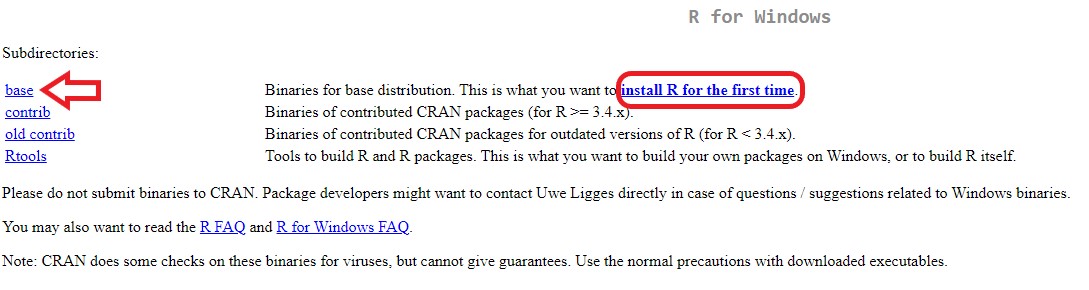 R for Windows
Subdirectories:
base Binaries for base distribution. This is what you want to install R for the first time.
contrib Binaries of contributed CRAN packages (for R >= 3.4.x).
old contrib Binaries of contributed CRAN packages for outdated versions of R (for R < 3.4.x).
Rtools Tools to build R and R packages. This is what you want to build your own packages on Windows, or to build R itself.
Please do not submit binaries to CRAN. Package developers might want to contact Uwe Ligges directly in case of questions / suggestions related to Windows binaries.
You may also want to read the R FAQ and R for Windows FAQ.
Note: CRAN does some checks on these binaries for viruses, but cannot give guarantees. Use the normal precautions with downloaded executables.